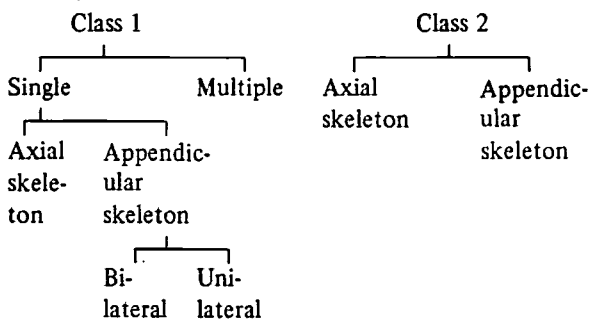 Class 1
Class 2
Single
Multiple
Axial
skeleton
Appendic-
ular
skeleton
Axial
skele-
ton
Appendic-
ular
skeleton
Bi-
lateral
Uni-
lateral